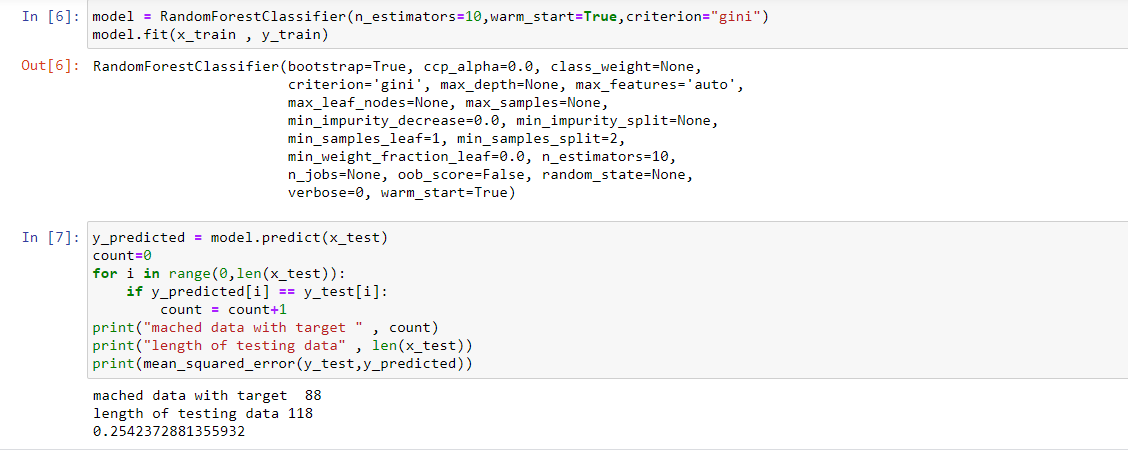 In [6]: model = RandomForestClassifier(n_estimators=10,warm_start=True,criterion="gini")
model.fit(x_train , y_train)
Out[6]: RandomForestClassifier(bootstrap=True, ccp_alpha=0.0, class_weight=None,
                       criterion='gini', max_depth=None, max_features='auto',
                       max_leaf_nodes=None, max_samples=None,
                       min_impurity_decrease=0.0, min_impurity_split=None,
                       min_samples_leaf=1, min_samples_split=2,
                       min_weight_fraction_leaf=0.0, n_estimators=10,
                       n_jobs=None, oob_score=False, random_state=None,
                       verbose=0, warm_start=True)
In [7]: y_predicted = model.predict(x_test)
count=0
for i in range(0,len(x_test)):
    if y_predicted[i] == y_test[i]:
        count = count+1
print("mached data with target " , count)
print("length of testing data" , len(x_test))
print(mean_squared_error(y_test,y_predicted))
mached data with target  88
length of testing data 118
0.2542372881355932